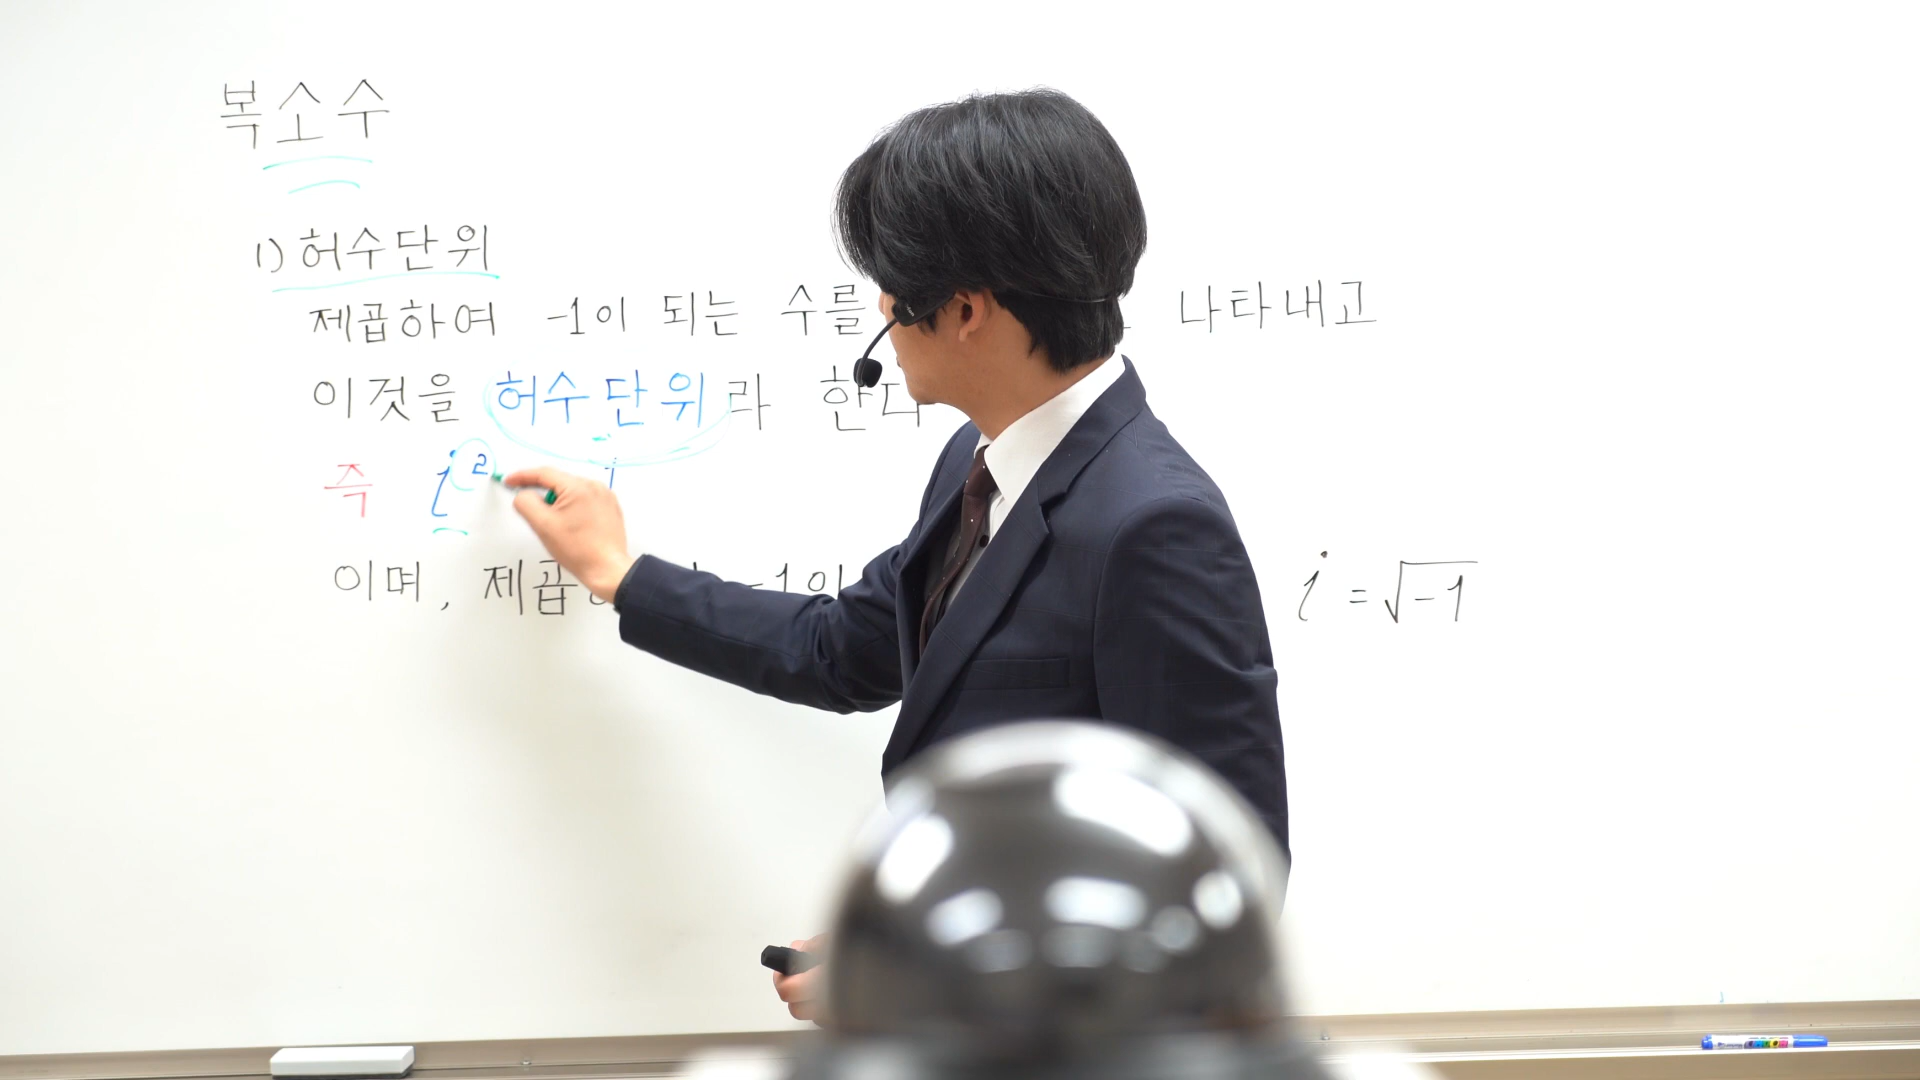 복소수
1) 허수단위
제곱하여 -1이 되는 수를 나타내고
이것을 허수단위라 한다
즉 i²
이며, 제곱 -1이 i = √-1